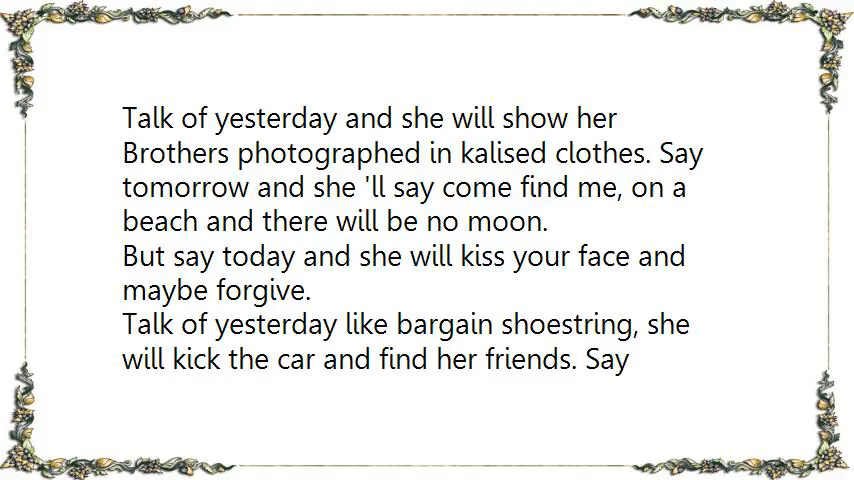 Talk of yesterday and she will show her
Brothers photographed in kalised clothes. Say
tomorrow and she 'll say come find me, on a
beach and there will be no moon.
But say today and she will kiss your face and
maybe forgive.
Talk of yesterday like bargain shoestring, she
will kick the car and find her friends. Say